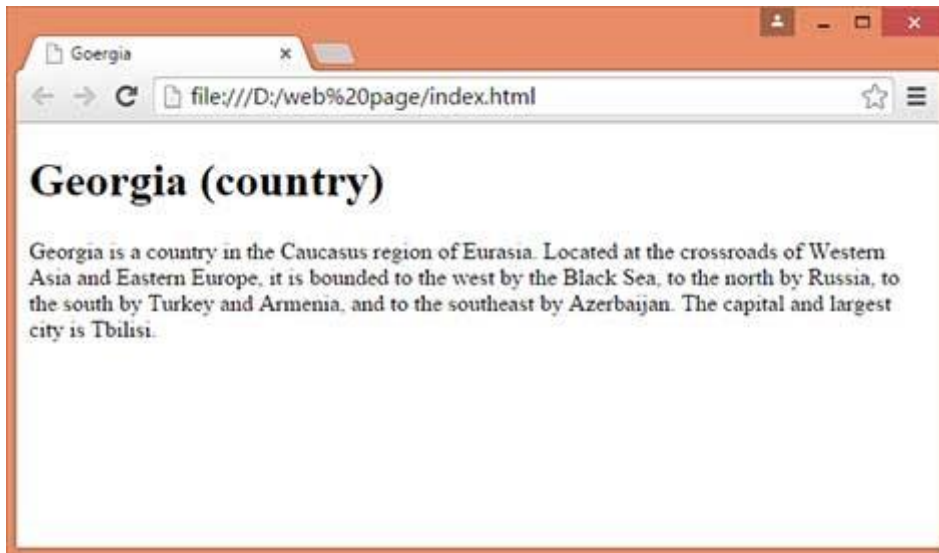 Goergia
file:///D:/web%20page/index.html
Georgia (country)
Georgia is a country in the Caucasus region of Eurasia. Located at the crossroads of Western
Asia and Eastern Europe, it is bounded to the west by the Black Sea, to the north by Russia, to
the south by Turkey and Armenia, and to the southeast by Azerbaijan. The capital and largest
city is Tbilisi.